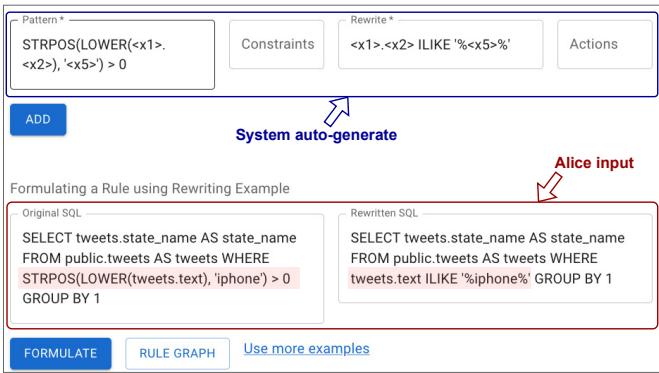 Pattern *
STRPOS(LOWER(<x1>.
<x2>), '<x5>') > 0
Constraints
Rewrite *
<x1>.<x2> ILIKE '%<x5>%'
Actions
ADD
System auto-generate
Alice input
Formulating a Rule using Rewriting Example
Original SQL
SELECT tweets.state_name AS state_name
FROM public.tweets AS tweets WHERE
STRPOS(LOWER(tweets.text), 'iphone') > 0
GROUP BY 1
Rewritten SQL
SELECT tweets.state_name AS state_name
FROM public.tweets AS tweets WHERE
tweets.text ILIKE '%iphone%' GROUP BY 1
FORMULATE
RULE GRAPH
Use more examples